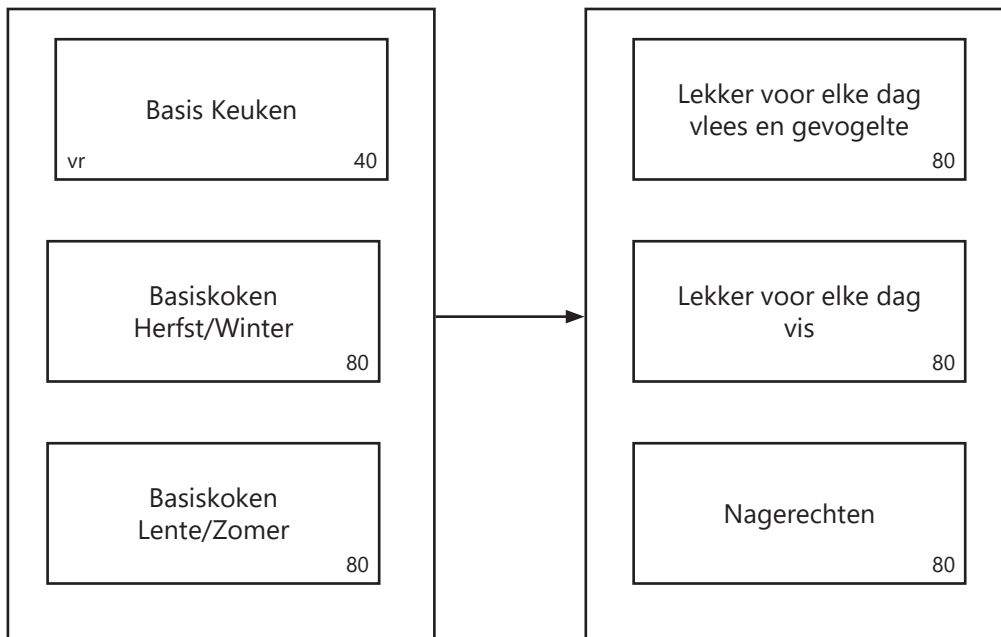 Basis Keuken
vr
40
Basiskoken
Herfst/Winter
80
Basiskoken
Lente/Zomer
80
Lekker voor elke dag
vlees en gevogelte
80
Lekker voor elke dag
vis
80
Nagerechten
80